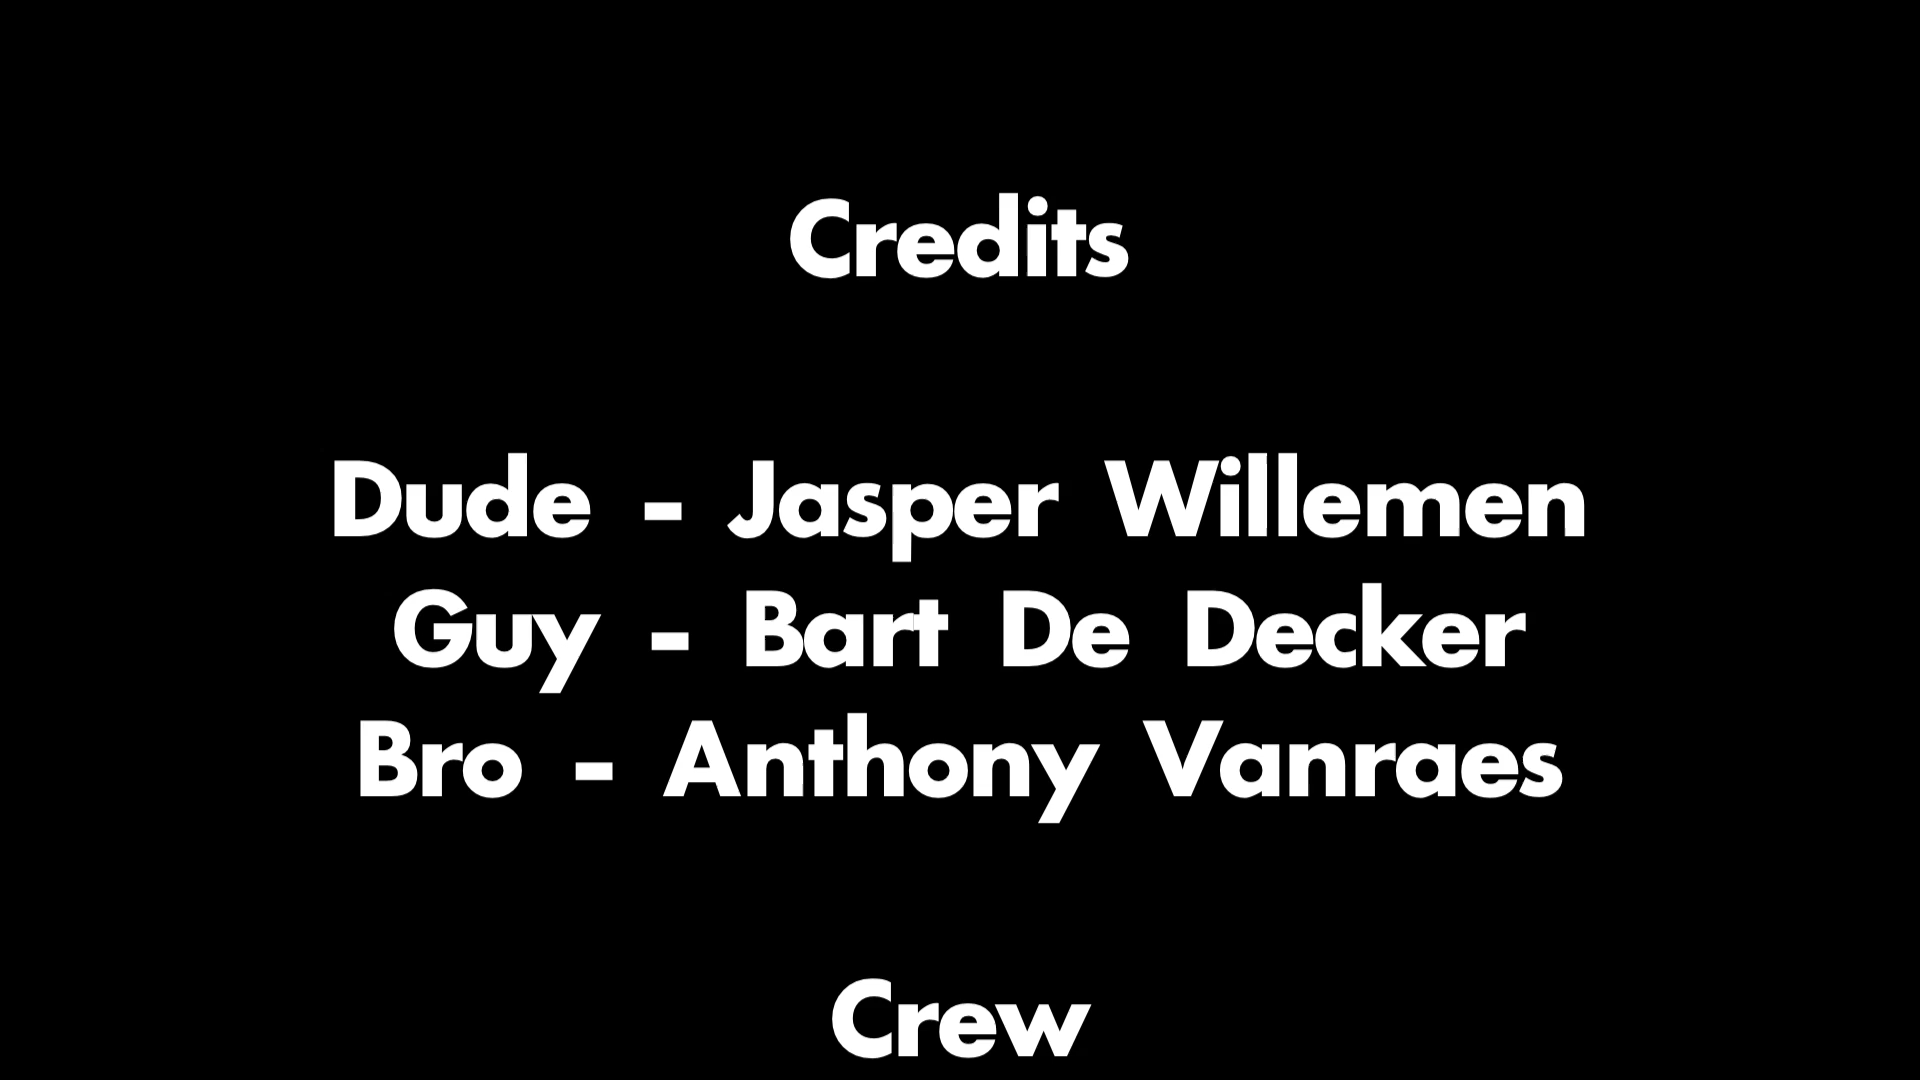 Credits
Dude - Jasper Willemen
Guy - Bart De Decker
Bro - Anthony Vanraes
Crew